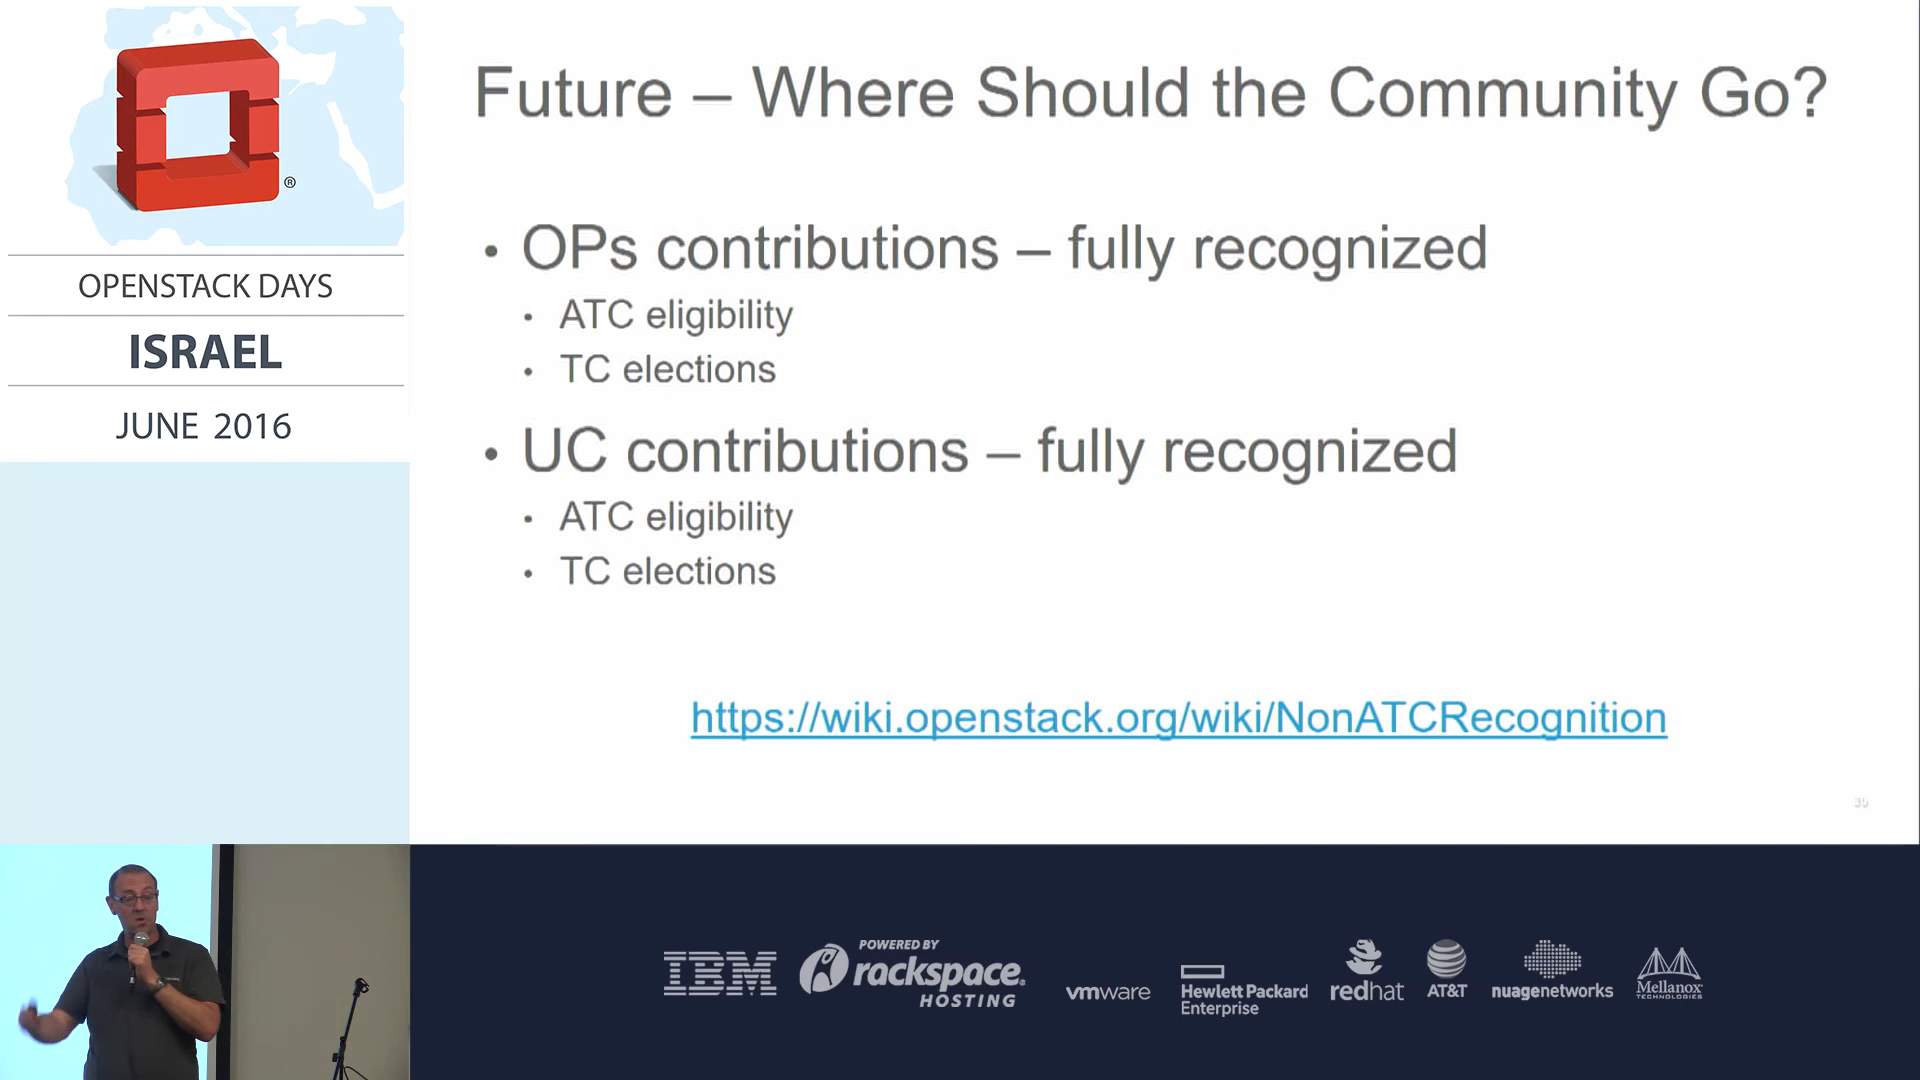 ®
OPENSTACK DAYS
ISRAEL
JUNE 2016
Future – Where Should the Community Go?
• OPs contributions – fully recognized
• ATC eligibility
• TC elections
• UC contributions – fully recognized
• ATC eligibility
• TC elections
https://wiki.openstack.org/wiki/NonATCRecognition
IBM
POWERED BY
rackspace®
HOSTING
vmware
Hewlett Packard
Enterprise
redhat
AT&T
nuagenetworks
Mellanox
TECHNOLOGIES